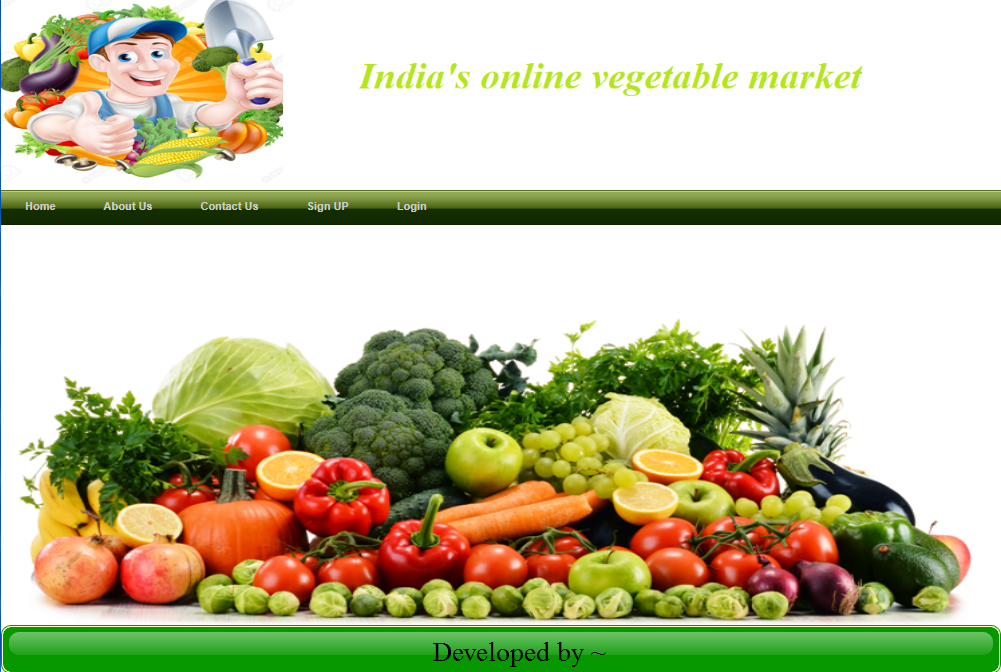 India's online vegetable market
Home About Us Contact Us Sign UP Login
Developed by ~